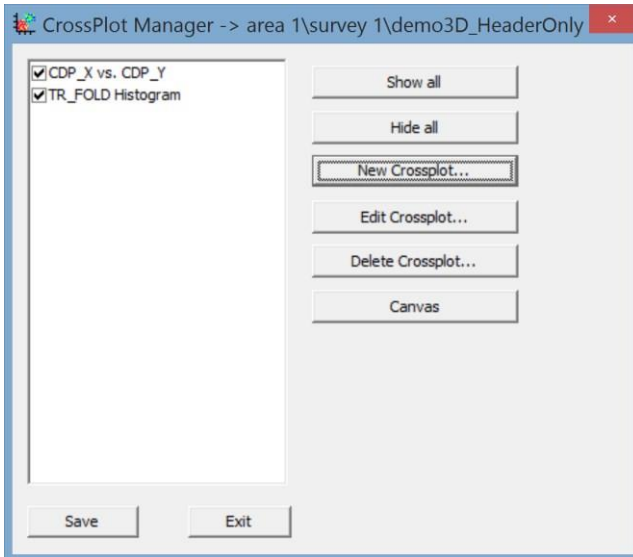 CrossPlot Manager -> area 1\survey 1\demo3D_HeaderOnly
CDP_X vs. CDP_Y
TR_FOLD Histogram
Show all
Hide all
New Crossplot...
Edit Crossplot...
Delete Crossplot...
Canvas
Save
Exit